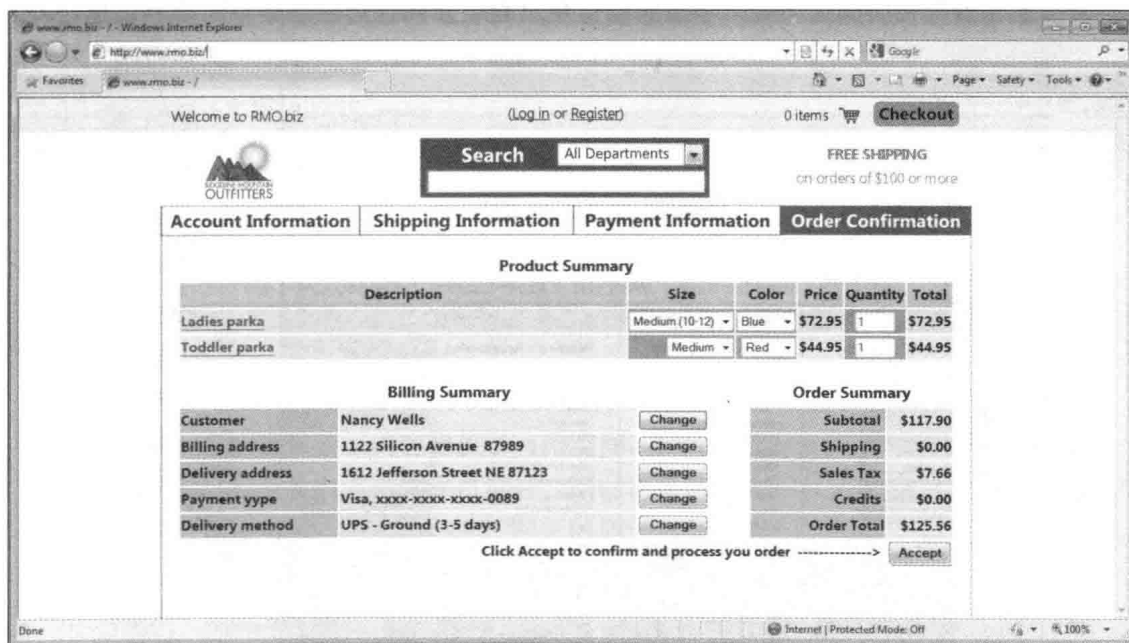 www.rmo.biz - / - Windows Internet Explorer
http://www.rmo.biz/
Google
Favorites
www.rmo.biz - /
Page
Safety
Tools
Welcome to RMO.biz
(Log in or Register)
0 items
Checkout
OUTFITTERS
Search
All Departments
FREE SHIPPING
on orders of $100 or more
Account Information
Shipping Information
Payment Information
Order Confirmation
Product Summary
Description Size Color Price Quantity Total
Ladies parka Medium (10-12) Blue $72.95 1 $72.95
Toddler parka Medium Red $44.95 1 $44.95
Billing Summary
Customer Nancy Wells Change
Billing address 1122 Silicon Avenue 87989 Change
Delivery address 1612 Jefferson Street NE 87123 Change
Payment yype Visa, xxxx-xxxx-xxxx-0089 Change
Delivery method UPS - Ground (3-5 days) Change
Order Summary
Subtotal $117.90
Shipping $0.00
Sales Tax $7.66
Credits $0.00
Order Total $125.56
Click Accept to confirm and process you order --------------> Accept
Done
Internet | Protected Mode: Off
100%